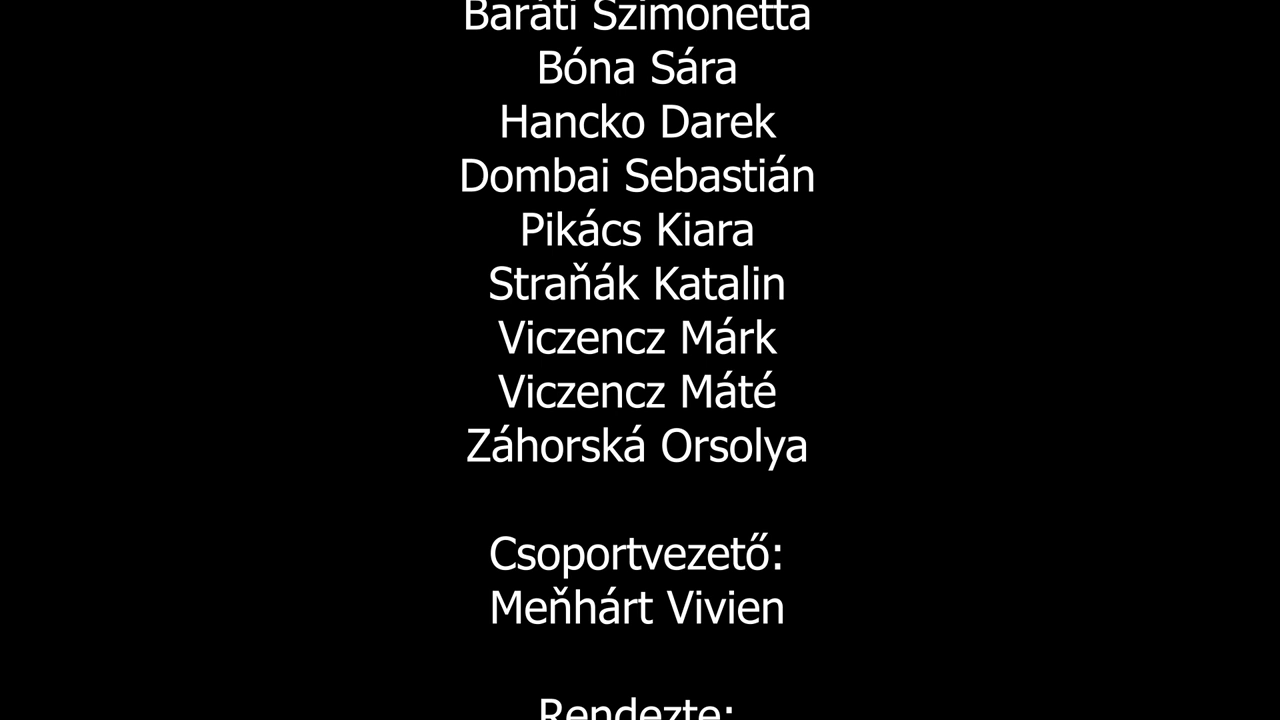 Baráti Szimonetta
Bóna Sára
Hancko Darek
Dombai Sebastián
Pikács Kiara
Straňák Katalin
Viczencz Márk
Viczencz Máté
Záhorská Orsolya
Csoportvezető:
Meňhárt Vivien
Rendezte: